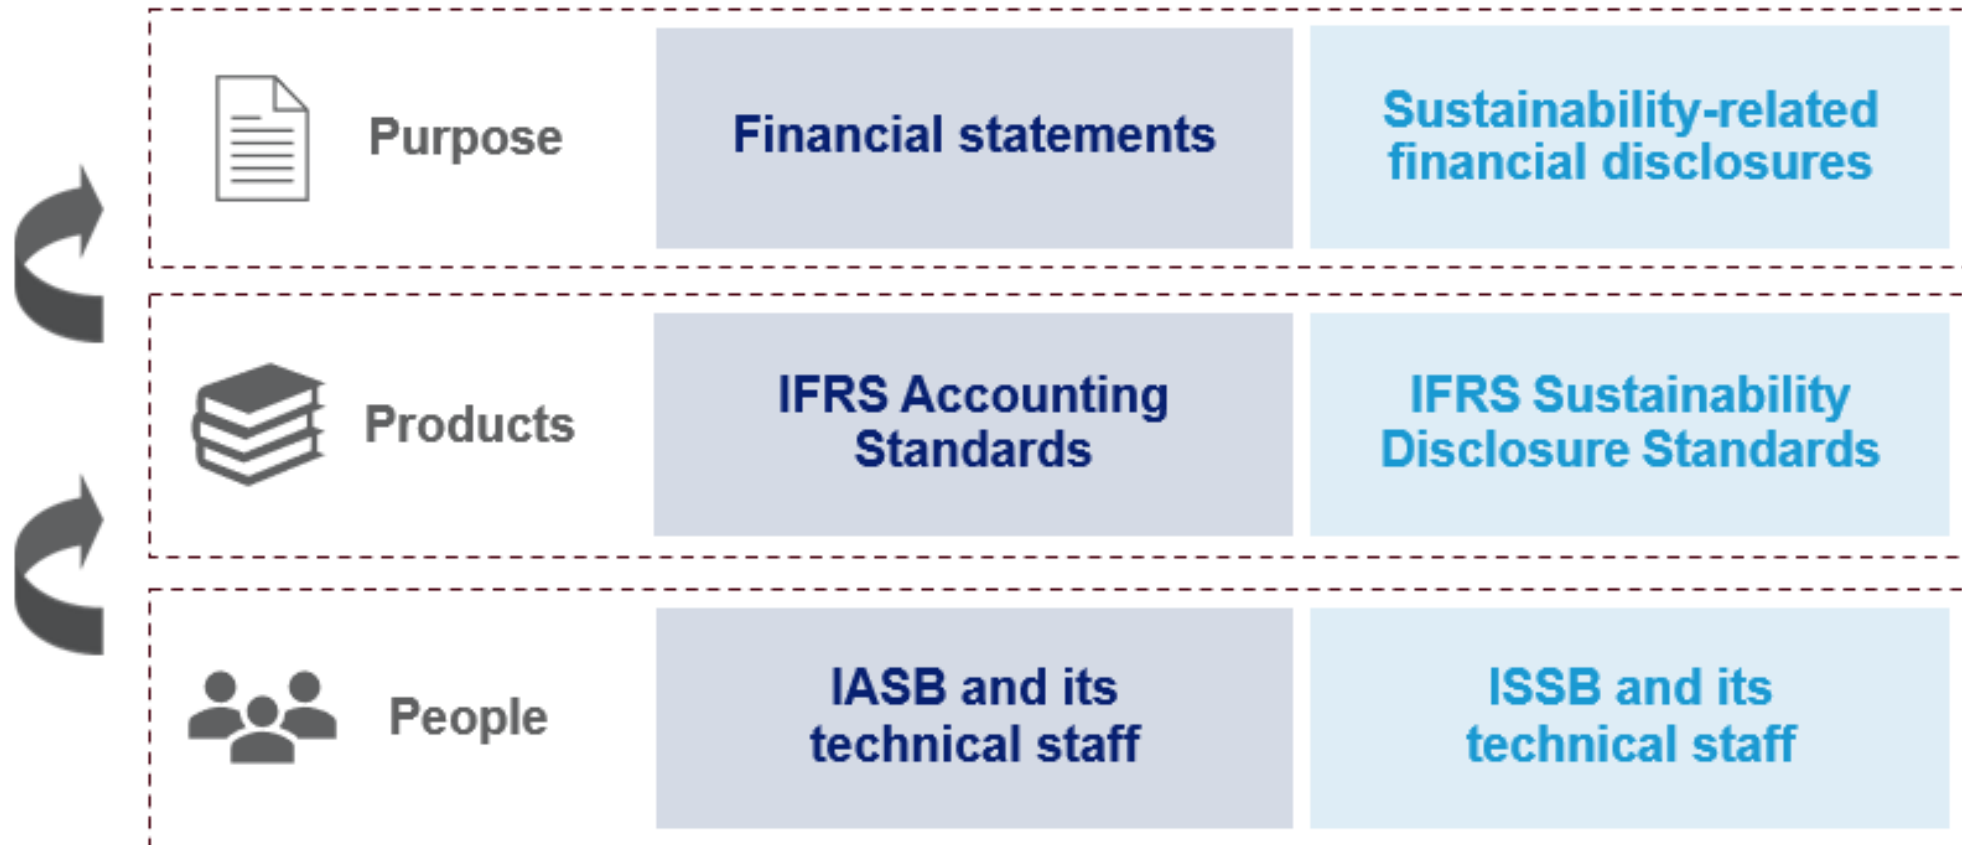 Purpose
Financial statements
Sustainability-related
financial disclosures
Products
IFRS Accounting
Standards
IFRS Sustainability
Disclosure Standards
People
IASB and its
technical staff
ISSB and its
technical staff